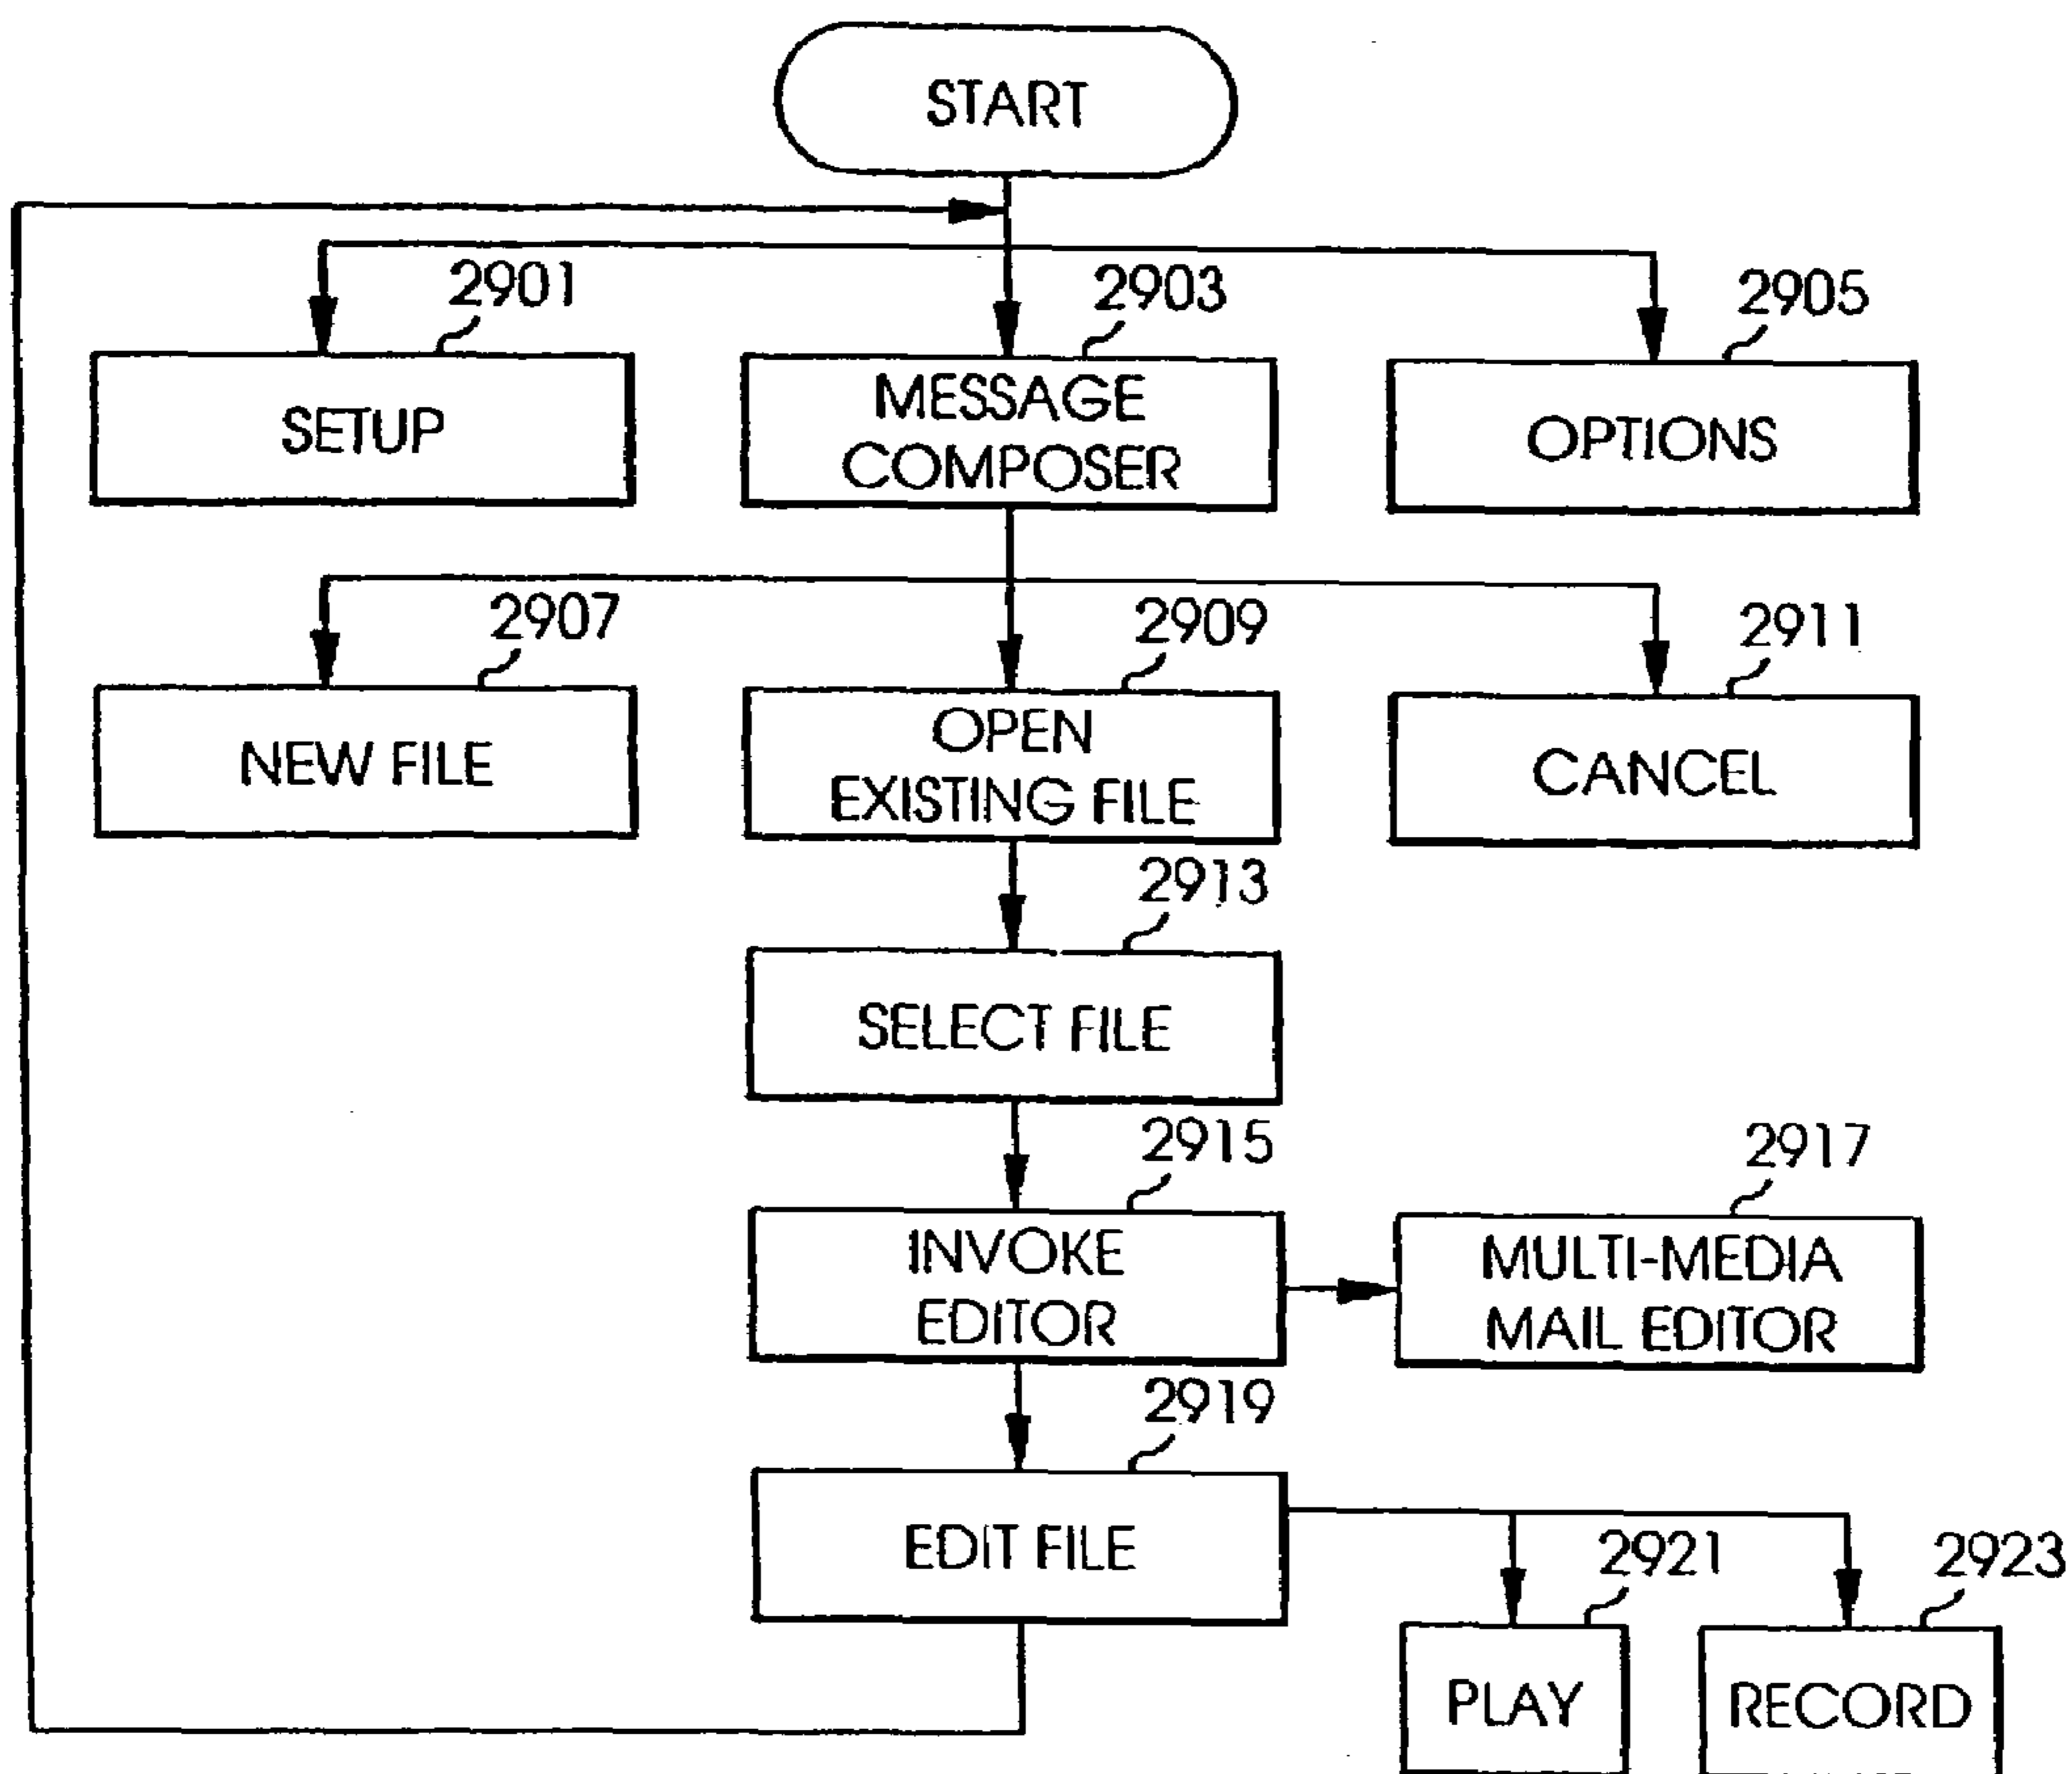 START
2901
2903
2905
SETUP
MESSAGE
COMPOSER
OPTIONS
2907
2909
2911
NEW FILE
OPEN
EXISTING FILE
CANCEL
2913
SELECT FILE
2915
2917
INVOKE
EDITOR
MULTI-MEDIA
MAIL EDITOR
2919
EDIT FILE
2921
2923
PLAY
RECORD